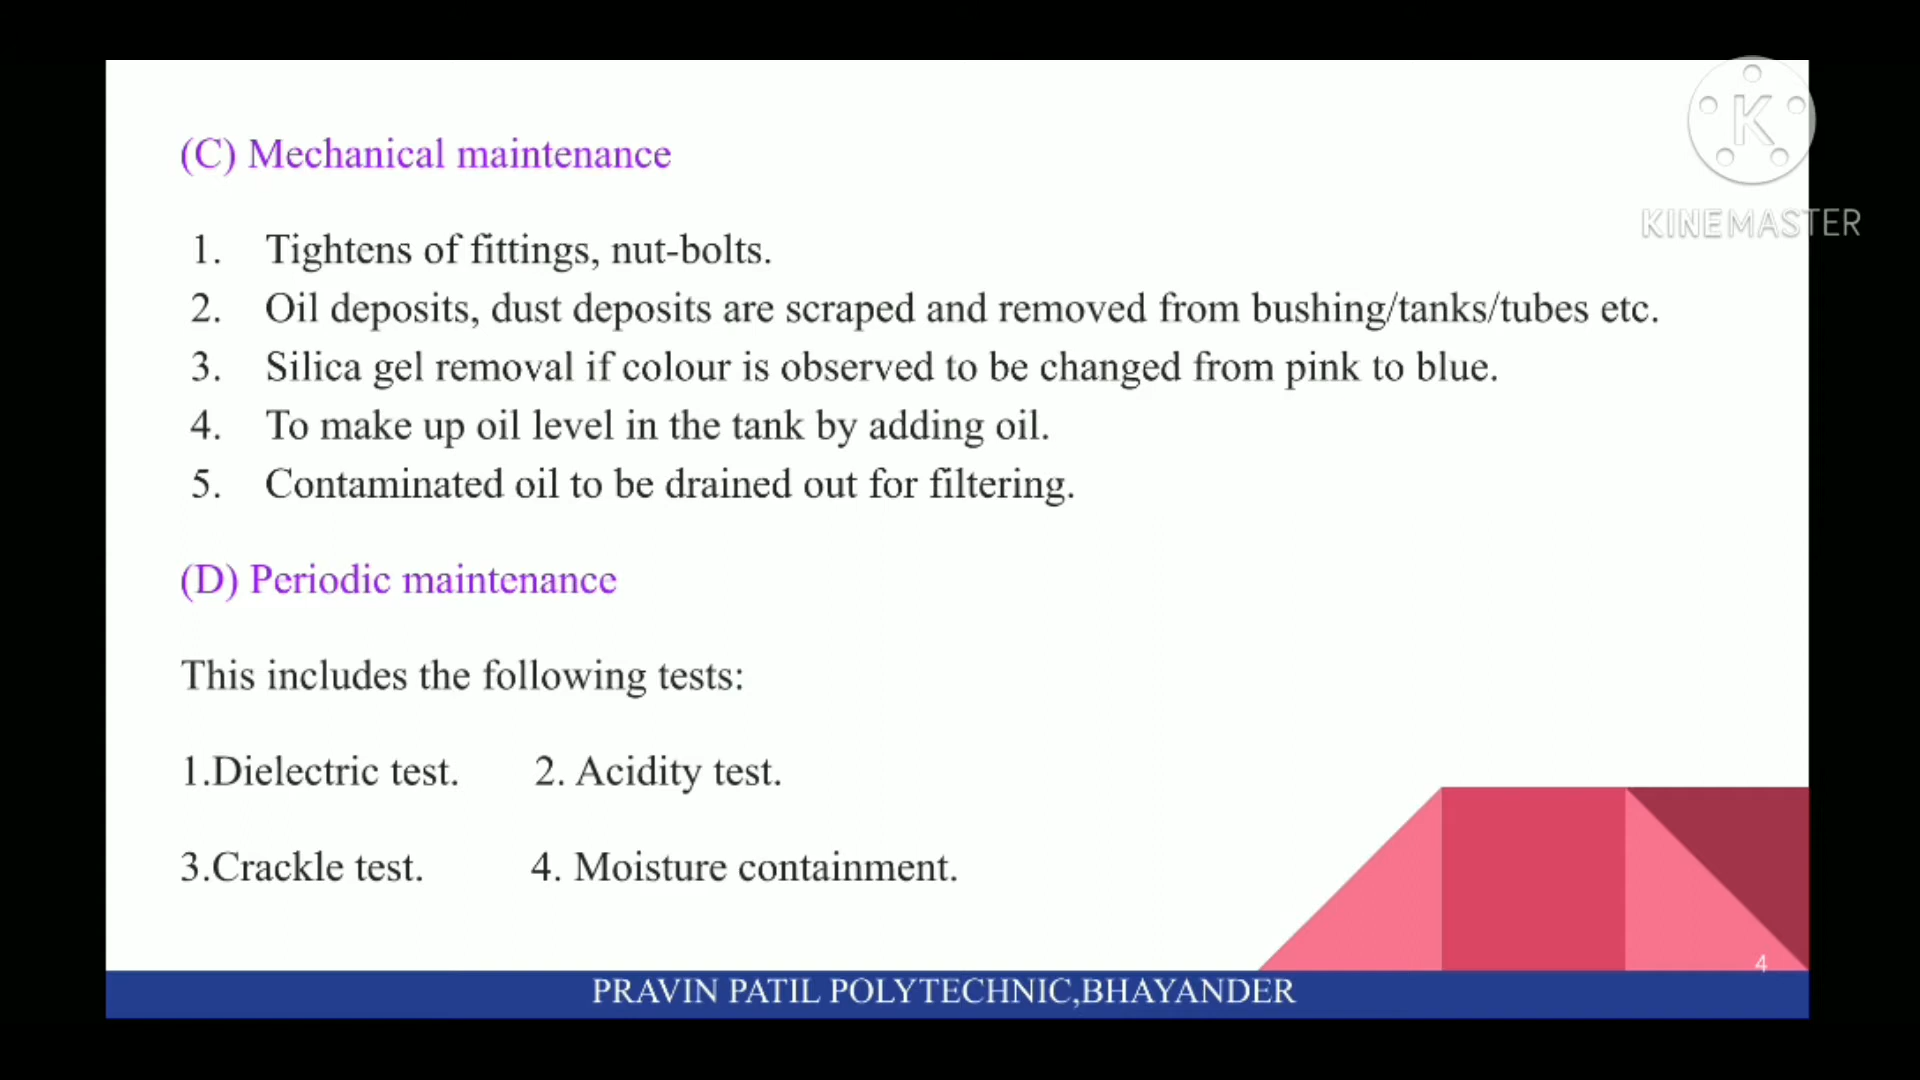 K
KINEMASTER
(C) Mechanical maintenance
1. Tightens of fittings, nut-bolts.
2. Oil deposits, dust deposits are scraped and removed from bushing/tanks/tubes etc.
3. Silica gel removal if colour is observed to be changed from pink to blue.
4. To make up oil level in the tank by adding oil.
5. Contaminated oil to be drained out for filtering.
(D) Periodic maintenance
This includes the following tests:
1.Dielectric test. 2. Acidity test.
3.Crackle test. 4. Moisture containment.
4
PRAVIN PATIL POLYTECHNIC,BHAYANDER